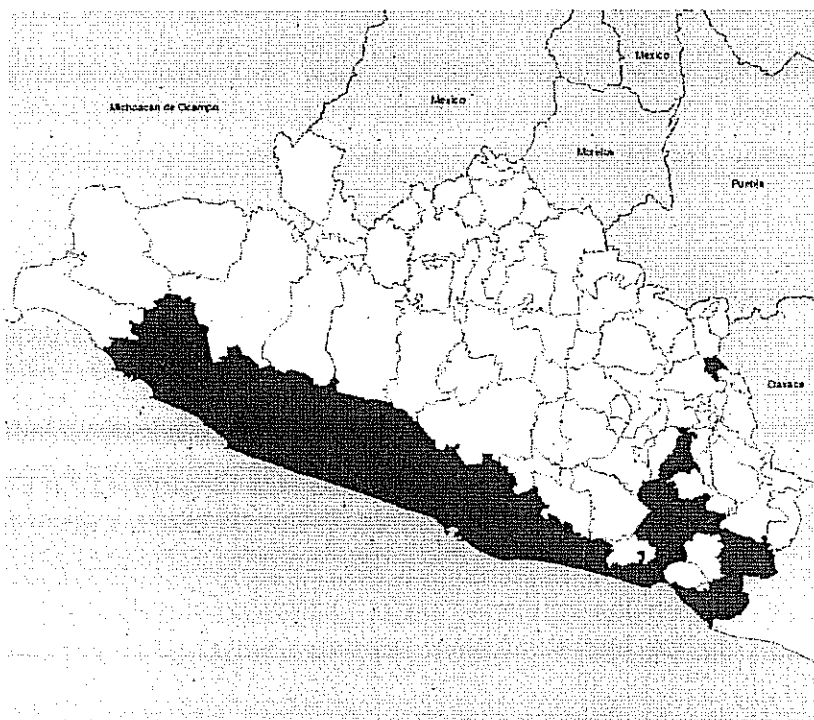 Mexico
Michoacan de Ocampo
Mexico
Morelos
Puebla
Oaxaca